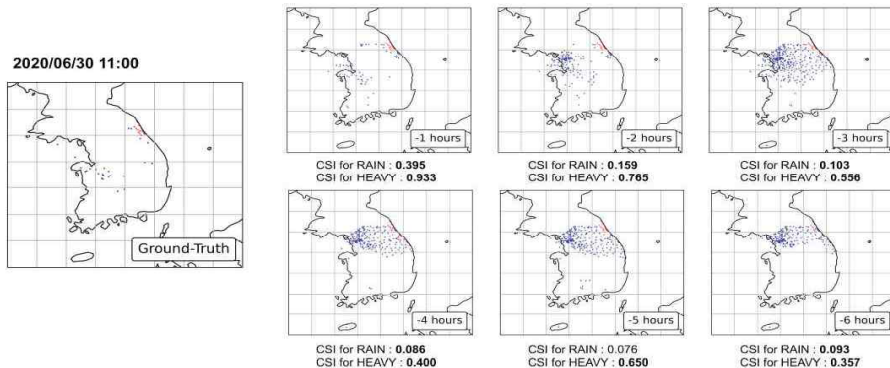 2020/06/30 11:00
Ground-Truth
-1 hours
CSI for RAIN : 0.395
CSI for HEAVY : 0.933
-2 hours
CSI for RAIN : 0.159
CSI for HEAVY : 0.765
-3 hours
CSI for RAIN : 0.103
CSI for HEAVY : 0.556
-4 hours
CSI for RAIN : 0.086
CSI for HEAVY : 0.400
-5 hours
CSI for RAIN : 0.076
CSI for HEAVY : 0.650
-6 hours
CSI for RAIN : 0.093
CSI for HEAVY : 0.357